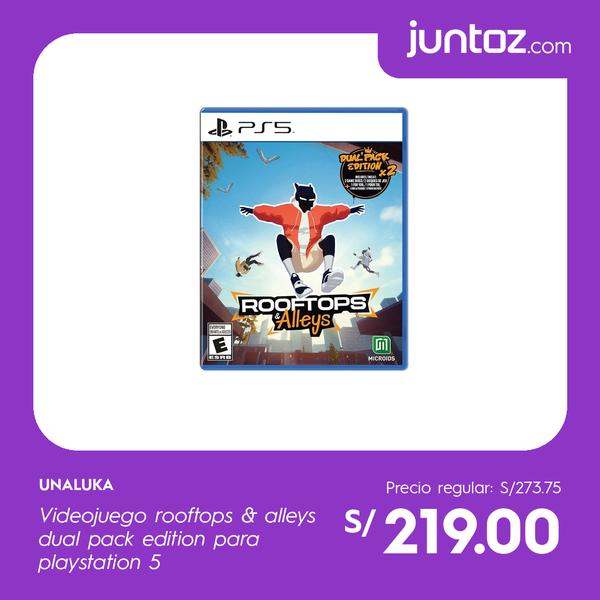 juntoz.com
PS5
DUAL PACK
EDITION
x2
ROOFTOPS
& Alleys
EVERYONE
E
ESRB
MICROIDS
UNALUKA
Videojuego rooftops & alleys
dual pack edition para
playstation 5
Precio regular: S/273.75
S/ 219.00